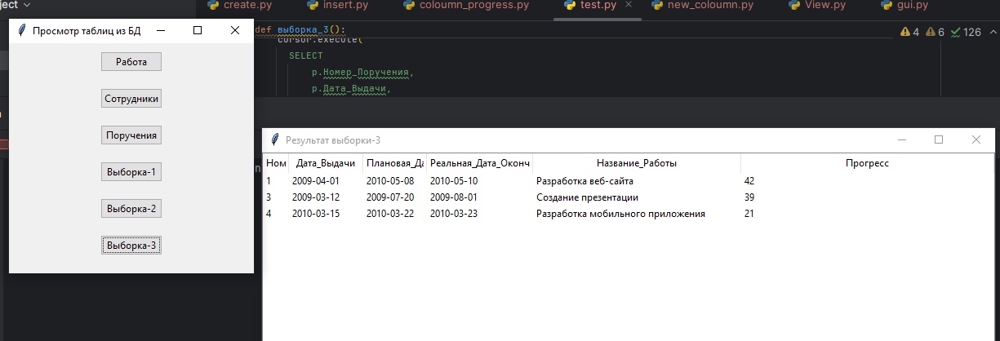 ject
create.py insert.py coloumn_progress.py test.py new_coloumn.py View.py gui.py
Просмотр таблиц из БД
Работа
Сотрудники
Поручения
Выборка-1
Выборка-2
Выборка-3
def выборка_3():
cursor.execute(
SELECT
p.Номер_Поручения,
p.Дата_Выдачи,
4 6 126
Результат выборки-3
Ном Дата_Выдачи Плановая_Да Реальная_Дата_Оконч Название_Работы Прогресс
1 2009-04-01 2010-05-08 2010-05-10 Разработка веб-сайта 42
3 2009-03-12 2009-07-20 2009-08-01 Создание презентации 39
4 2010-03-15 2010-03-22 2010-03-23 Разработка мобильного приложения 21